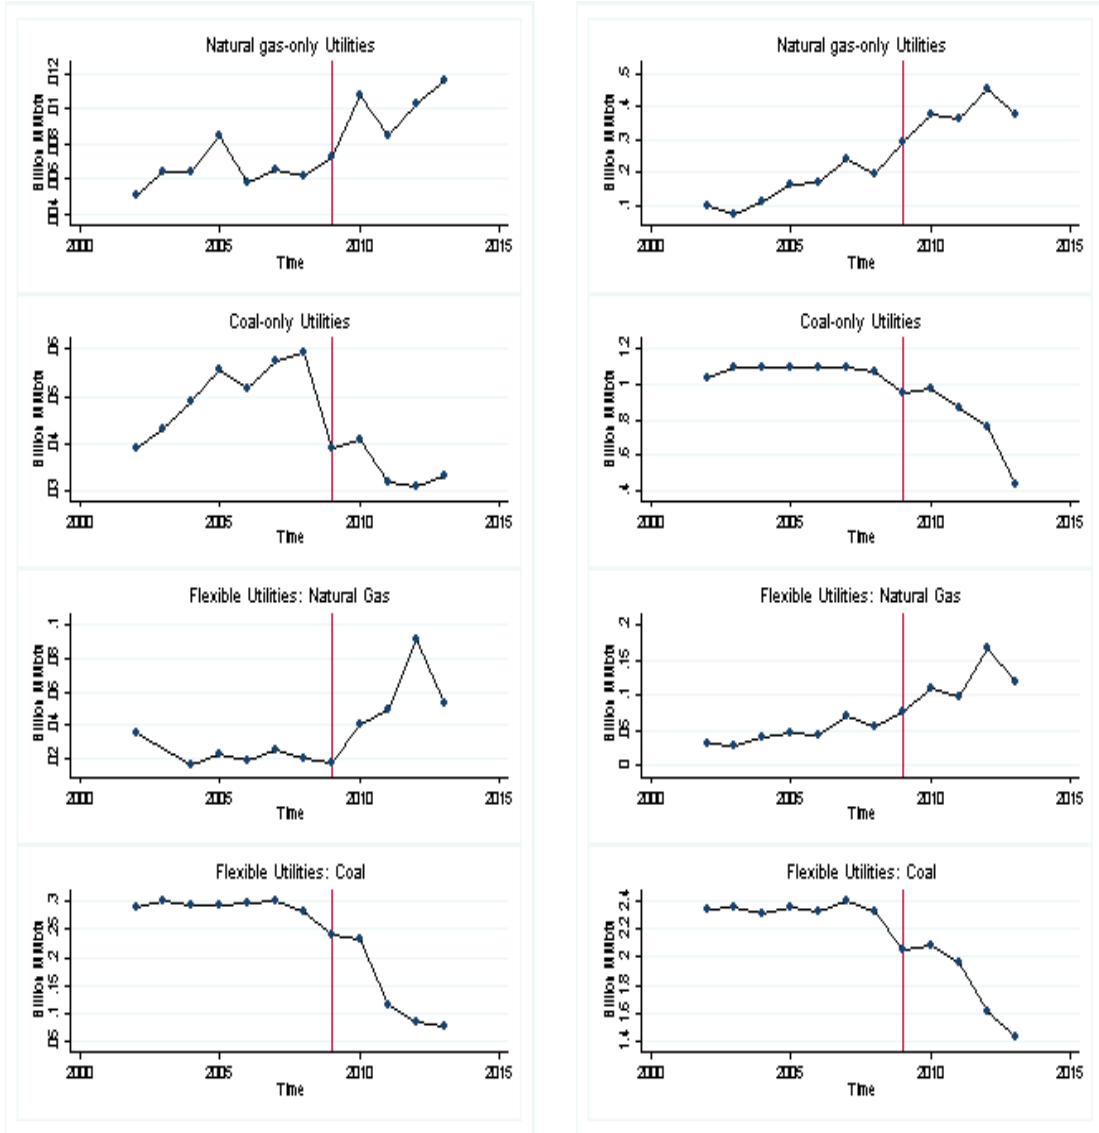 Natural gas-only Utilities
Billion MMbtu
.012
.01
.008
.006
.004
2000 2005 2010 2015
Time
Coal-only Utilities
Billion MMbtu
.06
.05
.04
.03
2000 2005 2010 2015
Time
Flexible Utilities: Natural Gas
Billion MMbtu
.1
.08
.06
.04
.02
2000 2005 2010 2015
Time
Flexible Utilities: Coal
Billion MMbtu
.3
.25
.2
.15
.1
.05
2000 2005 2010 2015
Time
Natural gas-only Utilities
Billion MMbtu
.5
.4
.3
.2
.1
2000 2005 2010 2015
Time
Coal-only Utilities
Billion MMbtu
1.2
1
.8
.6
.4
2000 2005 2010 2015
Time
Flexible Utilities: Natural Gas
Billion MMbtu
.2
.15
.1
.05
0
2000 2005 2010 2015
Time
Flexible Utilities: Coal
Billion MMbtu
2.4
2.2
2
1.8
1.6
1.4
2000 2005 2010 2015
Time